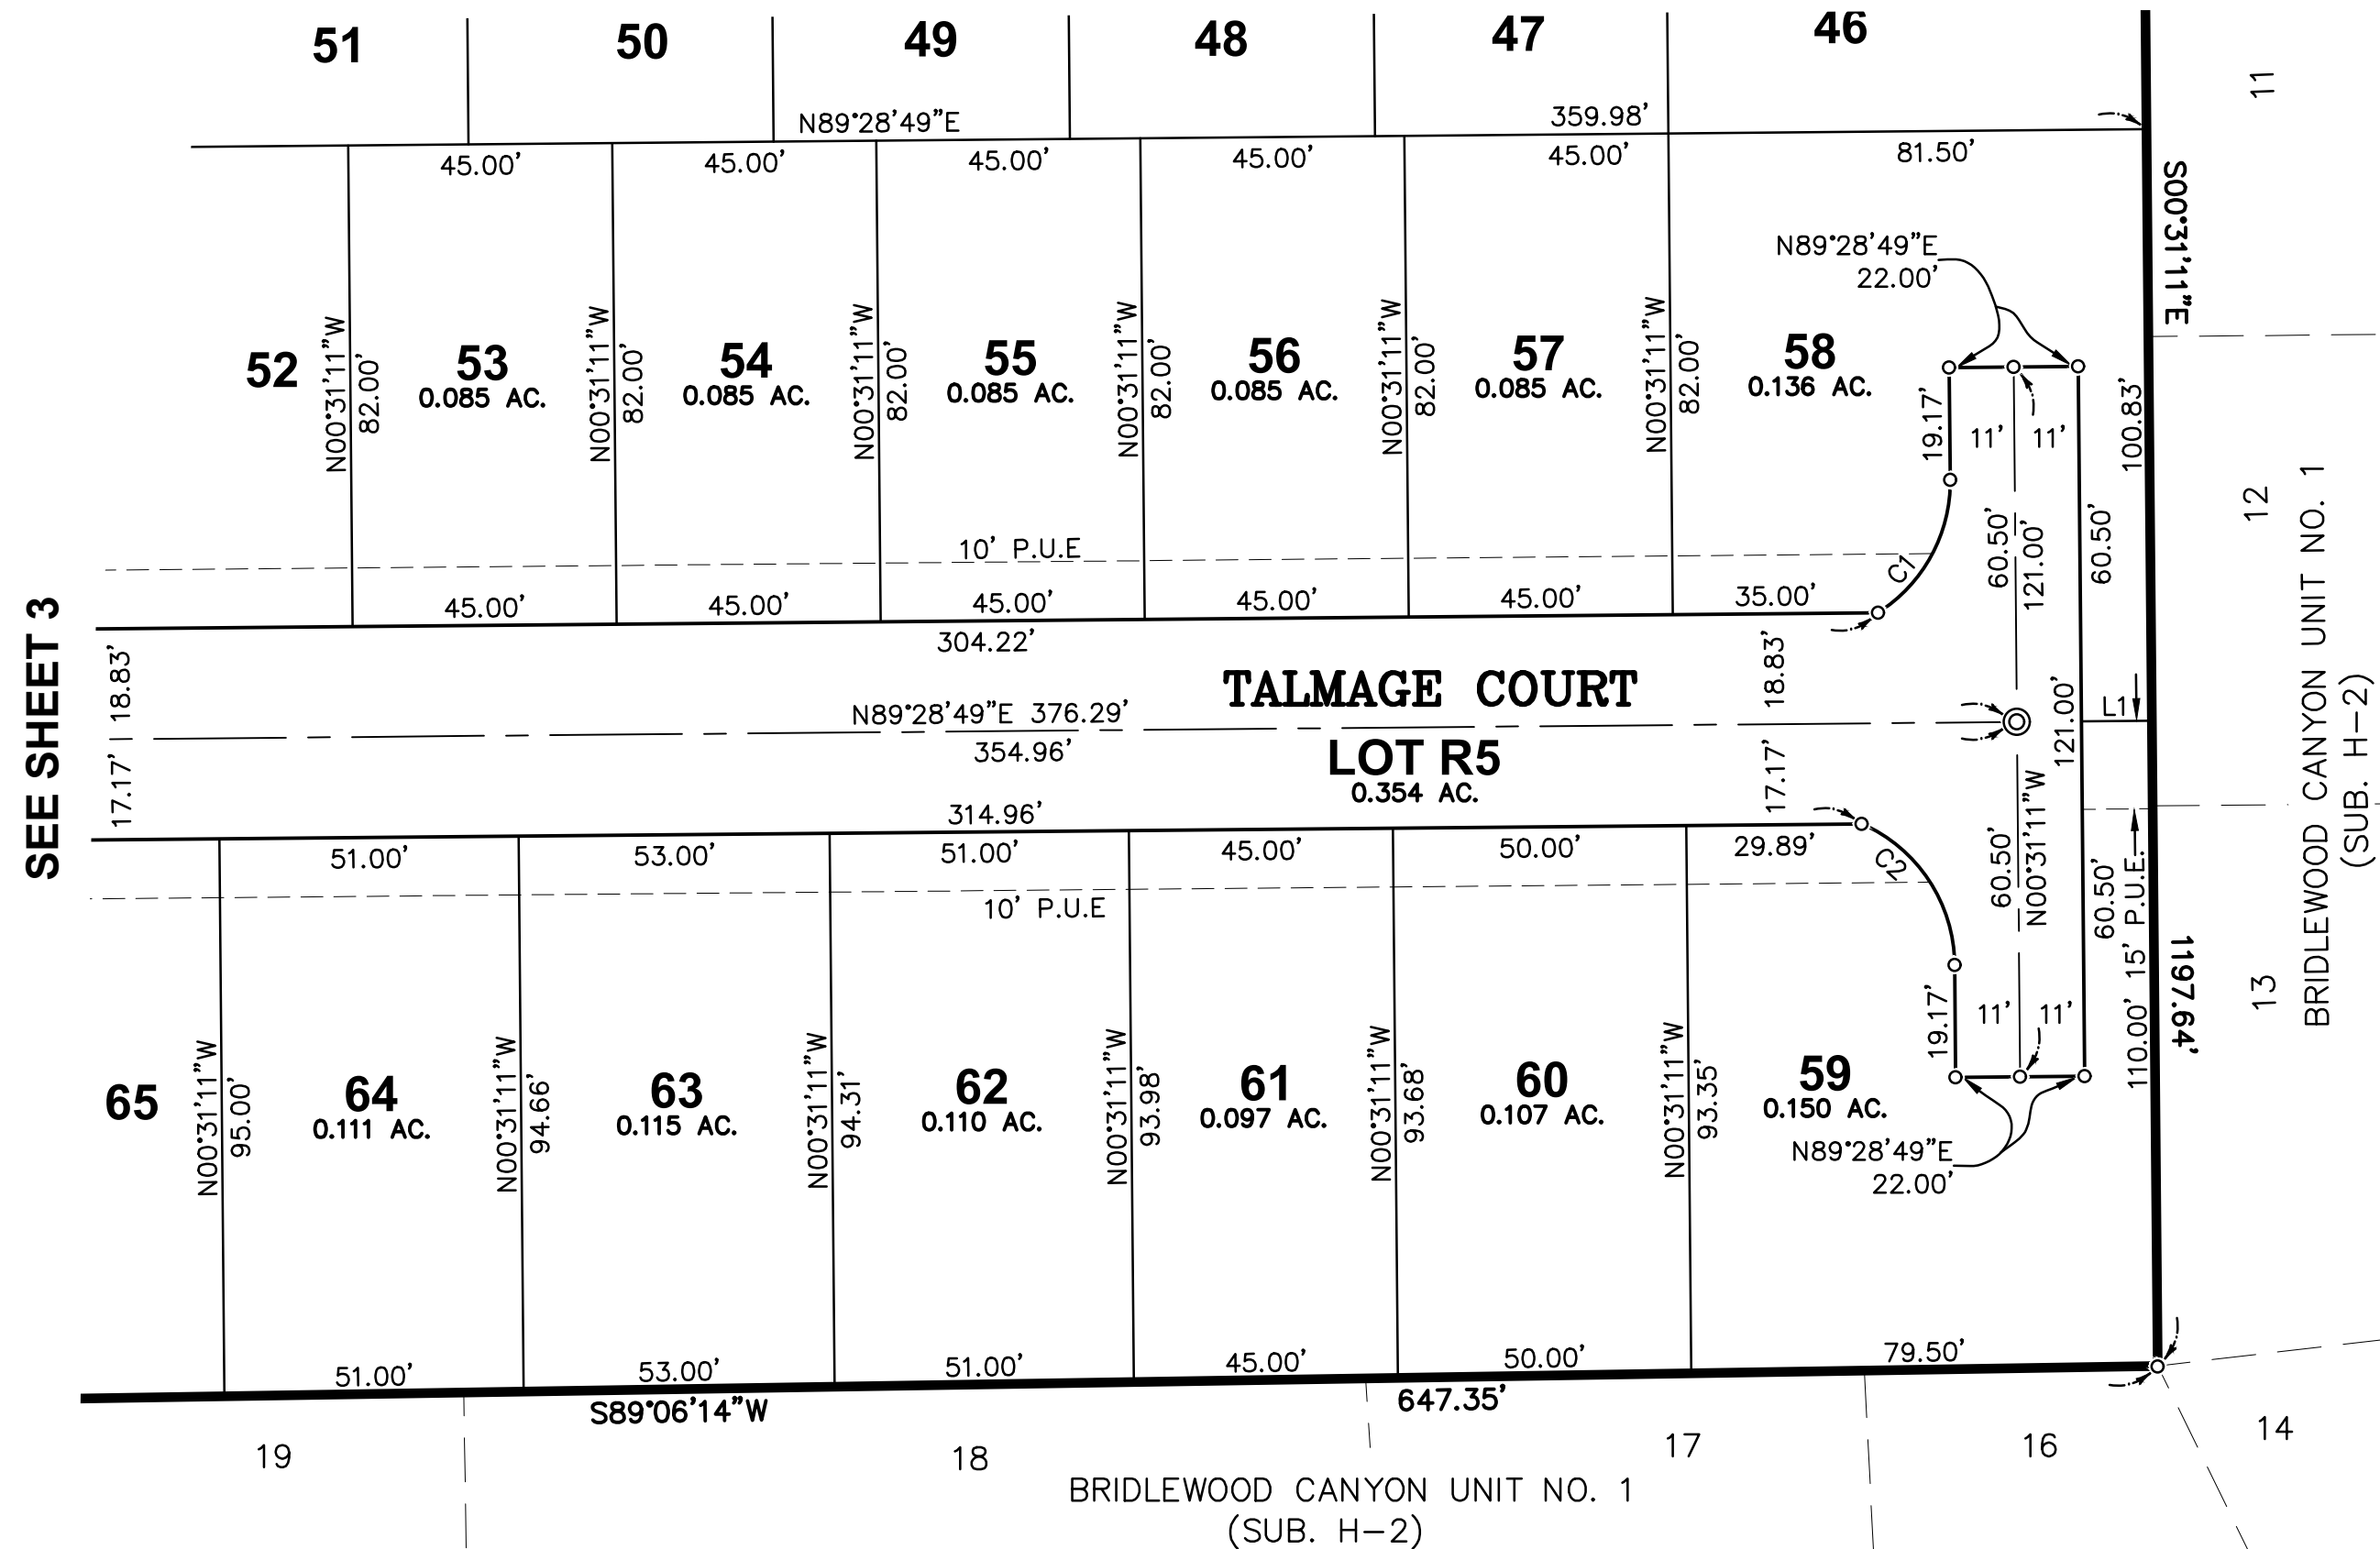 51
50
49
48
47
46
11
N89°28'49"E
359.98'
45.00'
45.00'
45.00'
45.00'
45.00'
81.50'
S00°31'11"E
N89°28'49"E
22.00'
52
N00°31'11"W
82.00'
53
0.085 AC.
N00°31'11"W
82.00'
54
0.085 AC.
N00°31'11"W
82.00'
55
0.085 AC.
N00°31'11"W
82.00'
56
0.085 AC.
N00°31'11"W
82.00'
57
0.085 AC.
N00°31'11"W
82.00'
58
0.136 AC.
19.17'
11'
11'
100.83'
12
10' P.U.E
C1
60.50'
121.00'
60.50'
45.00'
45.00'
45.00'
45.00'
45.00'
35.00'
SEE SHEET 3
18.83'
304.22'
TALMAGE COURT
18.83'
N89°28'49"E 376.29'
354.96'
LOT R5
0.354 AC.
L1
121.00'
17.17'
17.17'
314.96'
BRIDLEWOOD CANYON UNIT NO. 1
(SUB. H-2)
51.00'
53.00'
51.00'
45.00'
50.00'
29.89'
C2
60.50'
N00°31'11"W
60.50'
15' P.U.E.
10' P.U.E
1197.64'
13
19.17'
11'
11'
110.00'
65
N00°31'11"W
95.00'
64
0.111 AC.
N00°31'11"W
94.66'
63
0.115 AC.
N00°31'11"W
94.31'
62
0.110 AC.
N00°31'11"W
93.98'
61
0.097 AC.
N00°31'11"W
93.68'
60
0.107 AC.
N00°31'11"W
93.35'
59
0.150 AC.
N89°28'49"E
22.00'
51.00'
53.00'
51.00'
45.00'
50.00'
79.50'
S89°06'14"W
647.35'
19
18
17
16
14
BRIDLEWOOD CANYON UNIT NO. 1
(SUB. H-2)